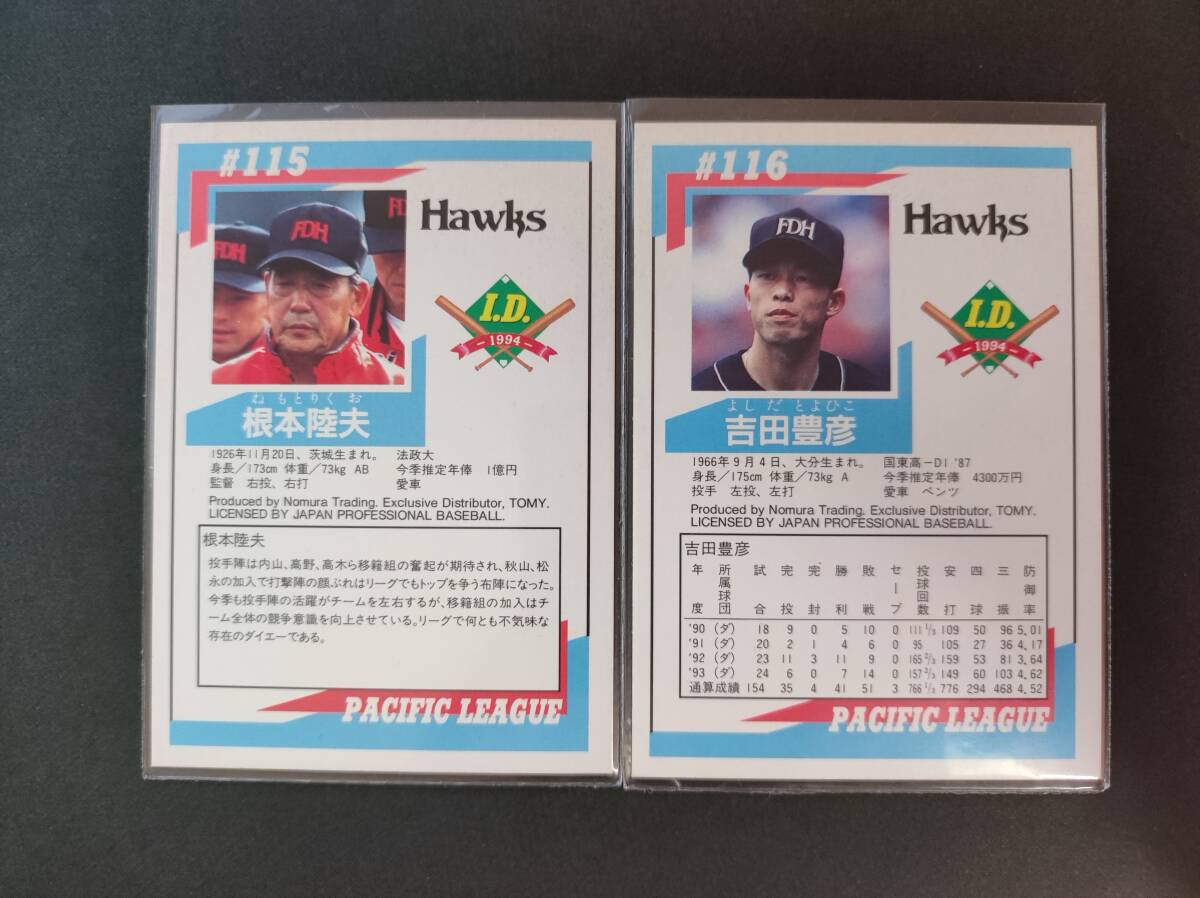 #115
FDH
FDH
FD
Hawks
I.D.
1994
ねもとりくお
根本陸夫
1926年11月20日、茨城生まれ。 法政大
身長／173cm 体重／73kg AB 今季推定年俸 1億円
監督 右投、右打 愛車
Produced by Nomura Trading. Exclusive Distributor, TOMY.
LICENSED BY JAPAN PROFESSIONAL BASEBALL.
根本陸夫
投手陣は内山、高野、高木ら移籍組の奮起が期待され、秋山、松
永の加入で打撃陣の顔ぶれはリーグでもトップを争う布陣になった。
今季も投手陣の活躍がチームを左右するが、移籍組の加入はチー
ム全体の競争意識を向上させている。リーグで何とも不気味な
存在のダイエーである。
PACIFIC LEAGUE
#116
FDH
Hawks
I.D.
1994
よしだ とよひこ
吉田豊彦
1966年9月4日、大分生まれ。 国東高－D1 '87
身長／175cm 体重／73kg A 今季推定年俸 4300万円
投手 左投、左打 愛車 ベンツ
Produced by Nomura Trading. Exclusive Distributor, TOMY.
LICENSED BY JAPAN PROFESSIONAL BASEBALL.
吉田豊彦
年度 所属球団 試合 完投 完封 勝利 敗戦 セーブ 投球回数 安打 四球 三振 防御率
'90 (ダ) 18 9 0 5 10 0 111 1/3 109 50 96 5.01
'91 (ダ) 20 2 1 4 6 0 95 105 27 36 4.17
'92 (ダ) 23 11 3 11 9 0 165 2/3 159 53 81 3.64
'93 (ダ) 24 6 0 7 14 0 157 2/3 149 60 103 4.62
通算成績 154 35 4 41 51 3 766 1/3 776 294 468 4.52
PACIFIC LEAGUE